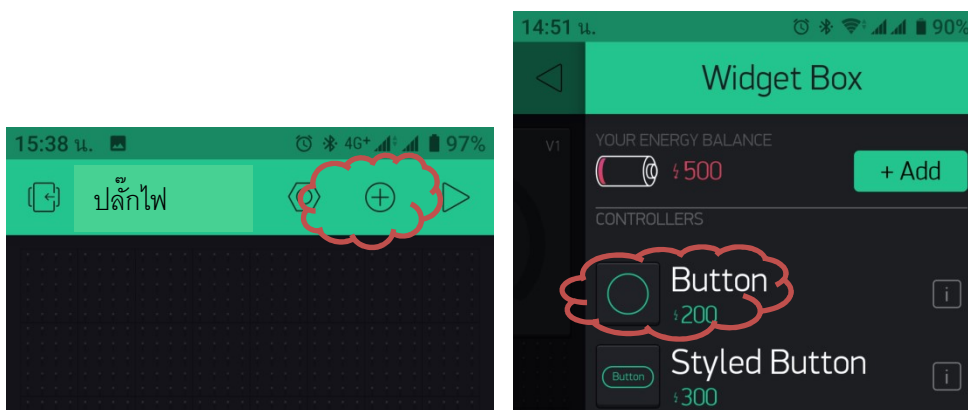 15:38 น. 4G+ 97%
ปลั๊กไฟ
14:51 น. 90%
Widget Box
V1
YOUR ENERGY BALANCE
500
+ Add
CONTROLLERS
Button
200
i
Styled Button
Button
300
i